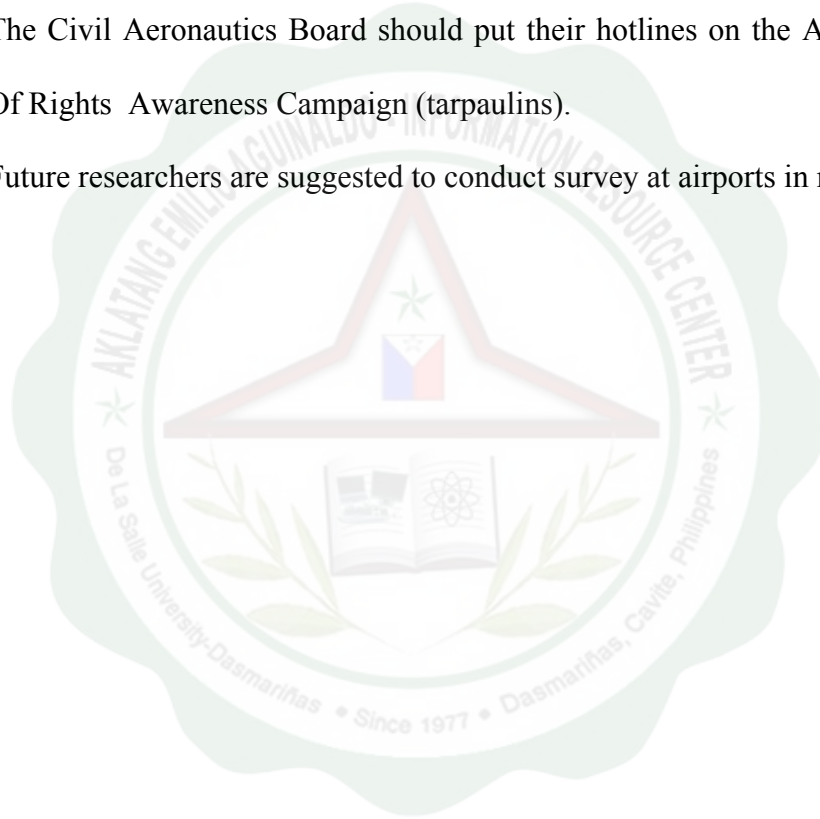 The Civil Aeronautics Board should put their hotlines on the A
Of Rights Awareness Campaign (tarpaulins).
Future researchers are suggested to conduct survey at airports in
AKLATANG EMILIO AGUINALDO - INFORMATION RESOURCE CENTER
De La Salle University-Dasmariñas • Since 1977 • Dasmariñas, Cavite, Philippines